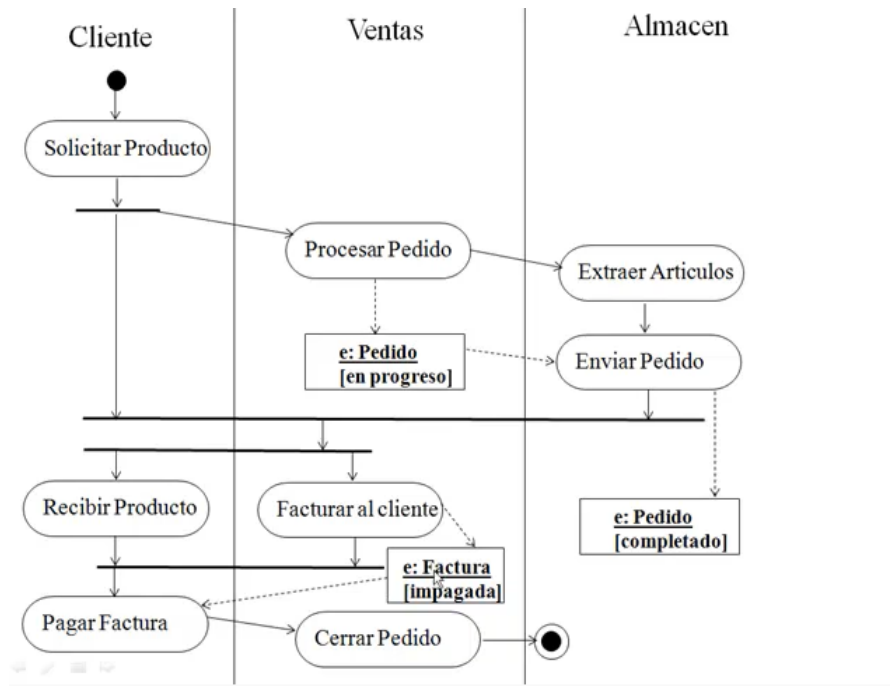 Cliente
Ventas
Almacen
Solicitar Producto
Procesar Pedido
Extraer Articulos
e: Pedido
[en progreso]
Enviar Pedido
Recibir Producto
Facturar al cliente
e: Pedido
[completado]
e: Factura
[impagada]
Pagar Factura
Cerrar Pedido